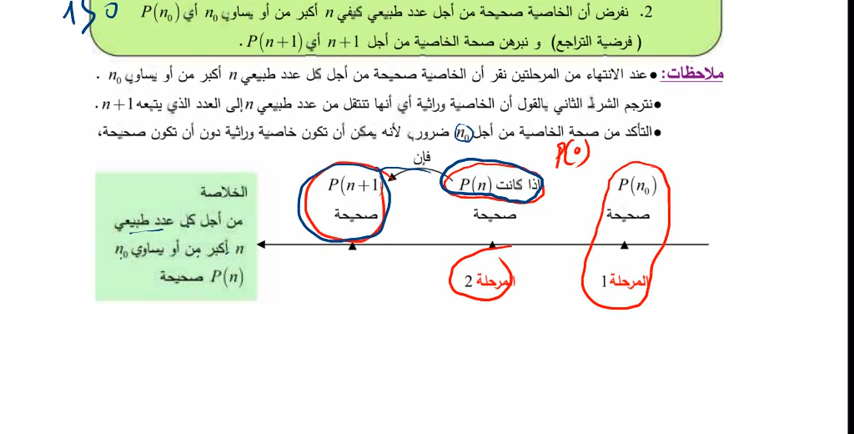 2. نفرض أن الخاصية صحيحة من أجل عدد طبيعي كيفي n أكبر من أو يساوي n₀ أي P(n₀)
( فرضية التراجع) و نبرهن صحة الخاصية من أجل n+1 أي P(n+1).
ملاحظات: • عند الانتهاء من المرحلتين نقر أن الخاصية صحيحة من أجل كل عدد طبيعي n أكبر من أو يساوي n₀ .
• نترجم الشرط الثاني بالقول أن الخاصية وراثية أي أنها تنتقل من عدد طبيعي n إلى العدد الذي يتبعه n+1.
• التأكد من صحة الخاصية من أجل n₀ ضروري لأنه يمكن أن تكون خاصية وراثية دون أن تكون صحيحة،
P(0)
فإن
P(n₀)
إذا كانت P(n)
P(n+1)
صحيحة
صحيحة
صحيحة
المرحلة 1
المرحلة 2
الخلاصة
من أجل كل عدد طبيعي
n أكبر من أو يساوي n₀
P(n) صحيحة